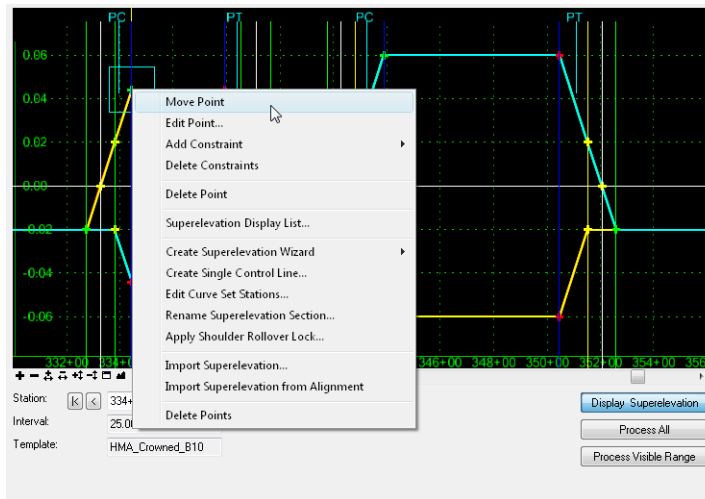 PC PT PC PT
0.06
0.04
0.02
0.00
-0.02
-0.04
-0.06
Move Point
Edit Point...
Add Constraint
Delete Constraints
Delete Point
Superelevation Display List...
Create Superelevation Wizard
Create Single Control Line...
Edit Curve Set Stations...
Rename Superelevation Section...
Apply Shoulder Rollover Lock...
Import Superelevation...
Import Superelevation from Alignment
Delete Points
332+00 334+ 346+00 348+00 350+00 352+00 354+00 356
Station: 334+
Display Superelevation
Interval: 25.0
Process All
Template: HMA_Crowned_B10
Process Visible Range